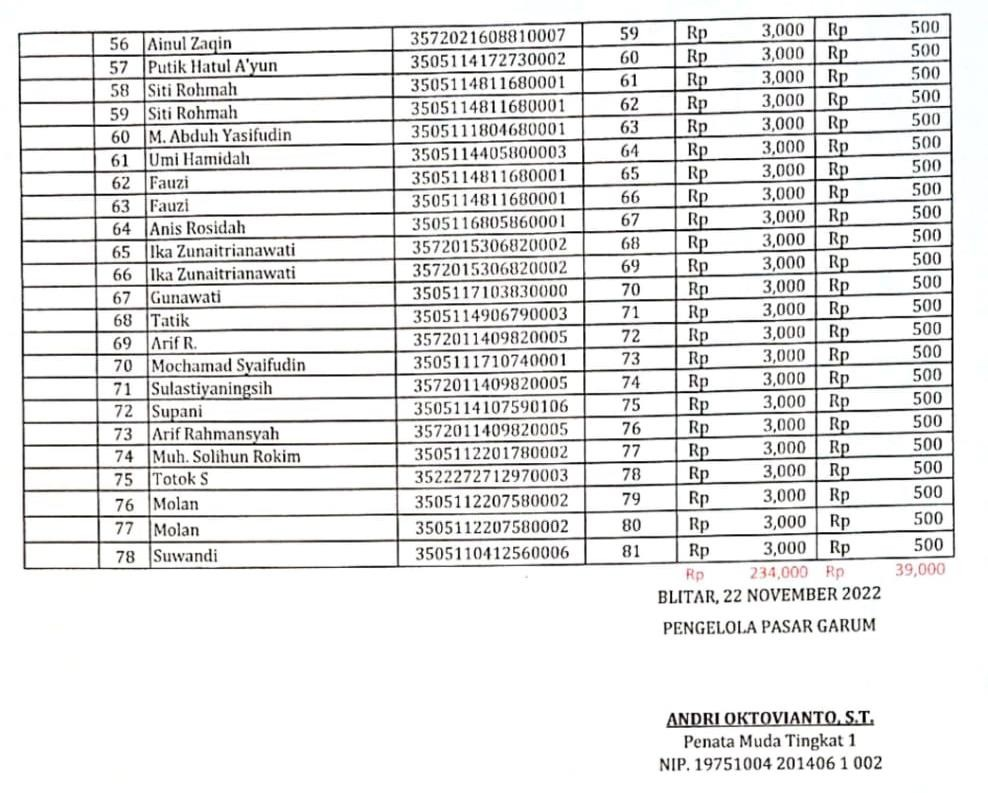 56 Ainul Zaqin 3572021608810007 59 Rp 3,000 Rp 500
57 Putik Hatul A'yun 3505114172730002 60 Rp 3,000 Rp 500
58 Siti Rohmah 3505114811680001 61 Rp 3,000 Rp 500
59 Siti Rohmah 3505114811680001 62 Rp 3,000 Rp 500
60 M. Abduh Yasifudin 3505111804680001 63 Rp 3,000 Rp 500
61 Umi Hamidah 3505114405800003 64 Rp 3,000 Rp 500
62 Fauzi 3505114811680001 65 Rp 3,000 Rp 500
63 Fauzi 3505114811680001 66 Rp 3,000 Rp 500
64 Anis Rosidah 3505116805860001 67 Rp 3,000 Rp 500
65 Ika Zunaitrianawati 3572015306820002 68 Rp 3,000 Rp 500
66 Ika Zunaitrianawati 3572015306820002 69 Rp 3,000 Rp 500
67 Gunawati 3505117103830000 70 Rp 3,000 Rp 500
68 Tatik 3505114906790003 71 Rp 3,000 Rp 500
69 Arif R. 3572011409820005 72 Rp 3,000 Rp 500
70 Mochamad Syaifudin 3505111710740001 73 Rp 3,000 Rp 500
71 Sulastiyaningsih 3572011409820005 74 Rp 3,000 Rp 500
72 Supani 3505114107590106 75 Rp 3,000 Rp 500
73 Arif Rahmansyah 3572011409820005 76 Rp 3,000 Rp 500
74 Muh. Solihun Rokim 3505112201780002 77 Rp 3,000 Rp 500
75 Totok S 3522272712970003 78 Rp 3,000 Rp 500
76 Molan 3505112207580002 79 Rp 3,000 Rp 500
77 Molan 3505112207580002 80 Rp 3,000 Rp 500
78 Suwandi 3505110412560006 81 Rp 3,000 Rp 500
Rp 234,000 Rp 39,000
BLITAR, 22 NOVEMBER 2022
PENGELOLA PASAR GARUM
ANDRI OKTOVIANTO, S.T.
Penata Muda Tingkat 1
NIP. 19751004 201406 1 002